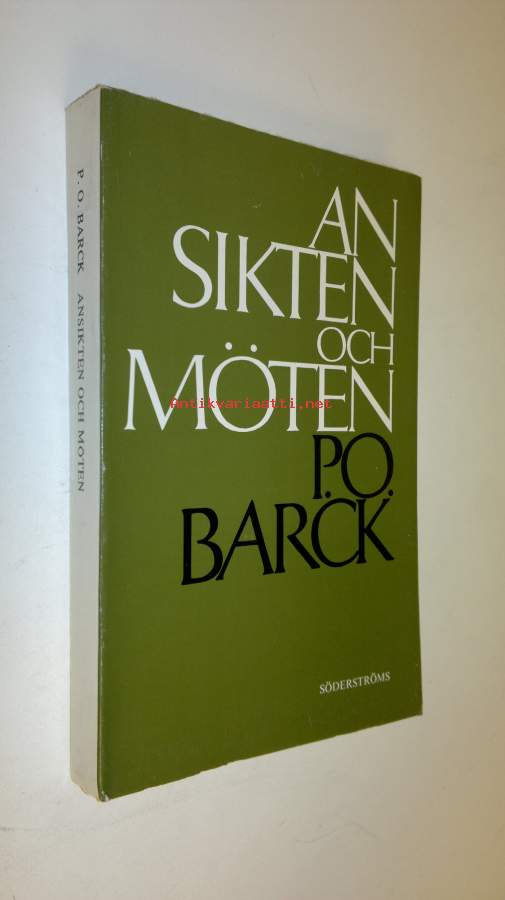 P. O. BARCK ANSIKTEN OCH MÖTEN
AN
SIKTEN
OCH
MÖTEN
Antikvariaatti.net
P.O.
BARCK
SÖDERSTRÖMS